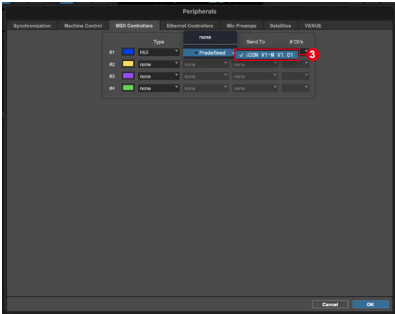 Peripherals
Synchronization Machine Control MIDI Controllers Ethernet Controllers Mic Preamps Satellites VENUE
none
Type Send To # Ch's
#1 HUI Predefined ✓ iCON V1-M V1.01 3
#2 none none none
#3 none none none
#4 none none none
Cancel OK